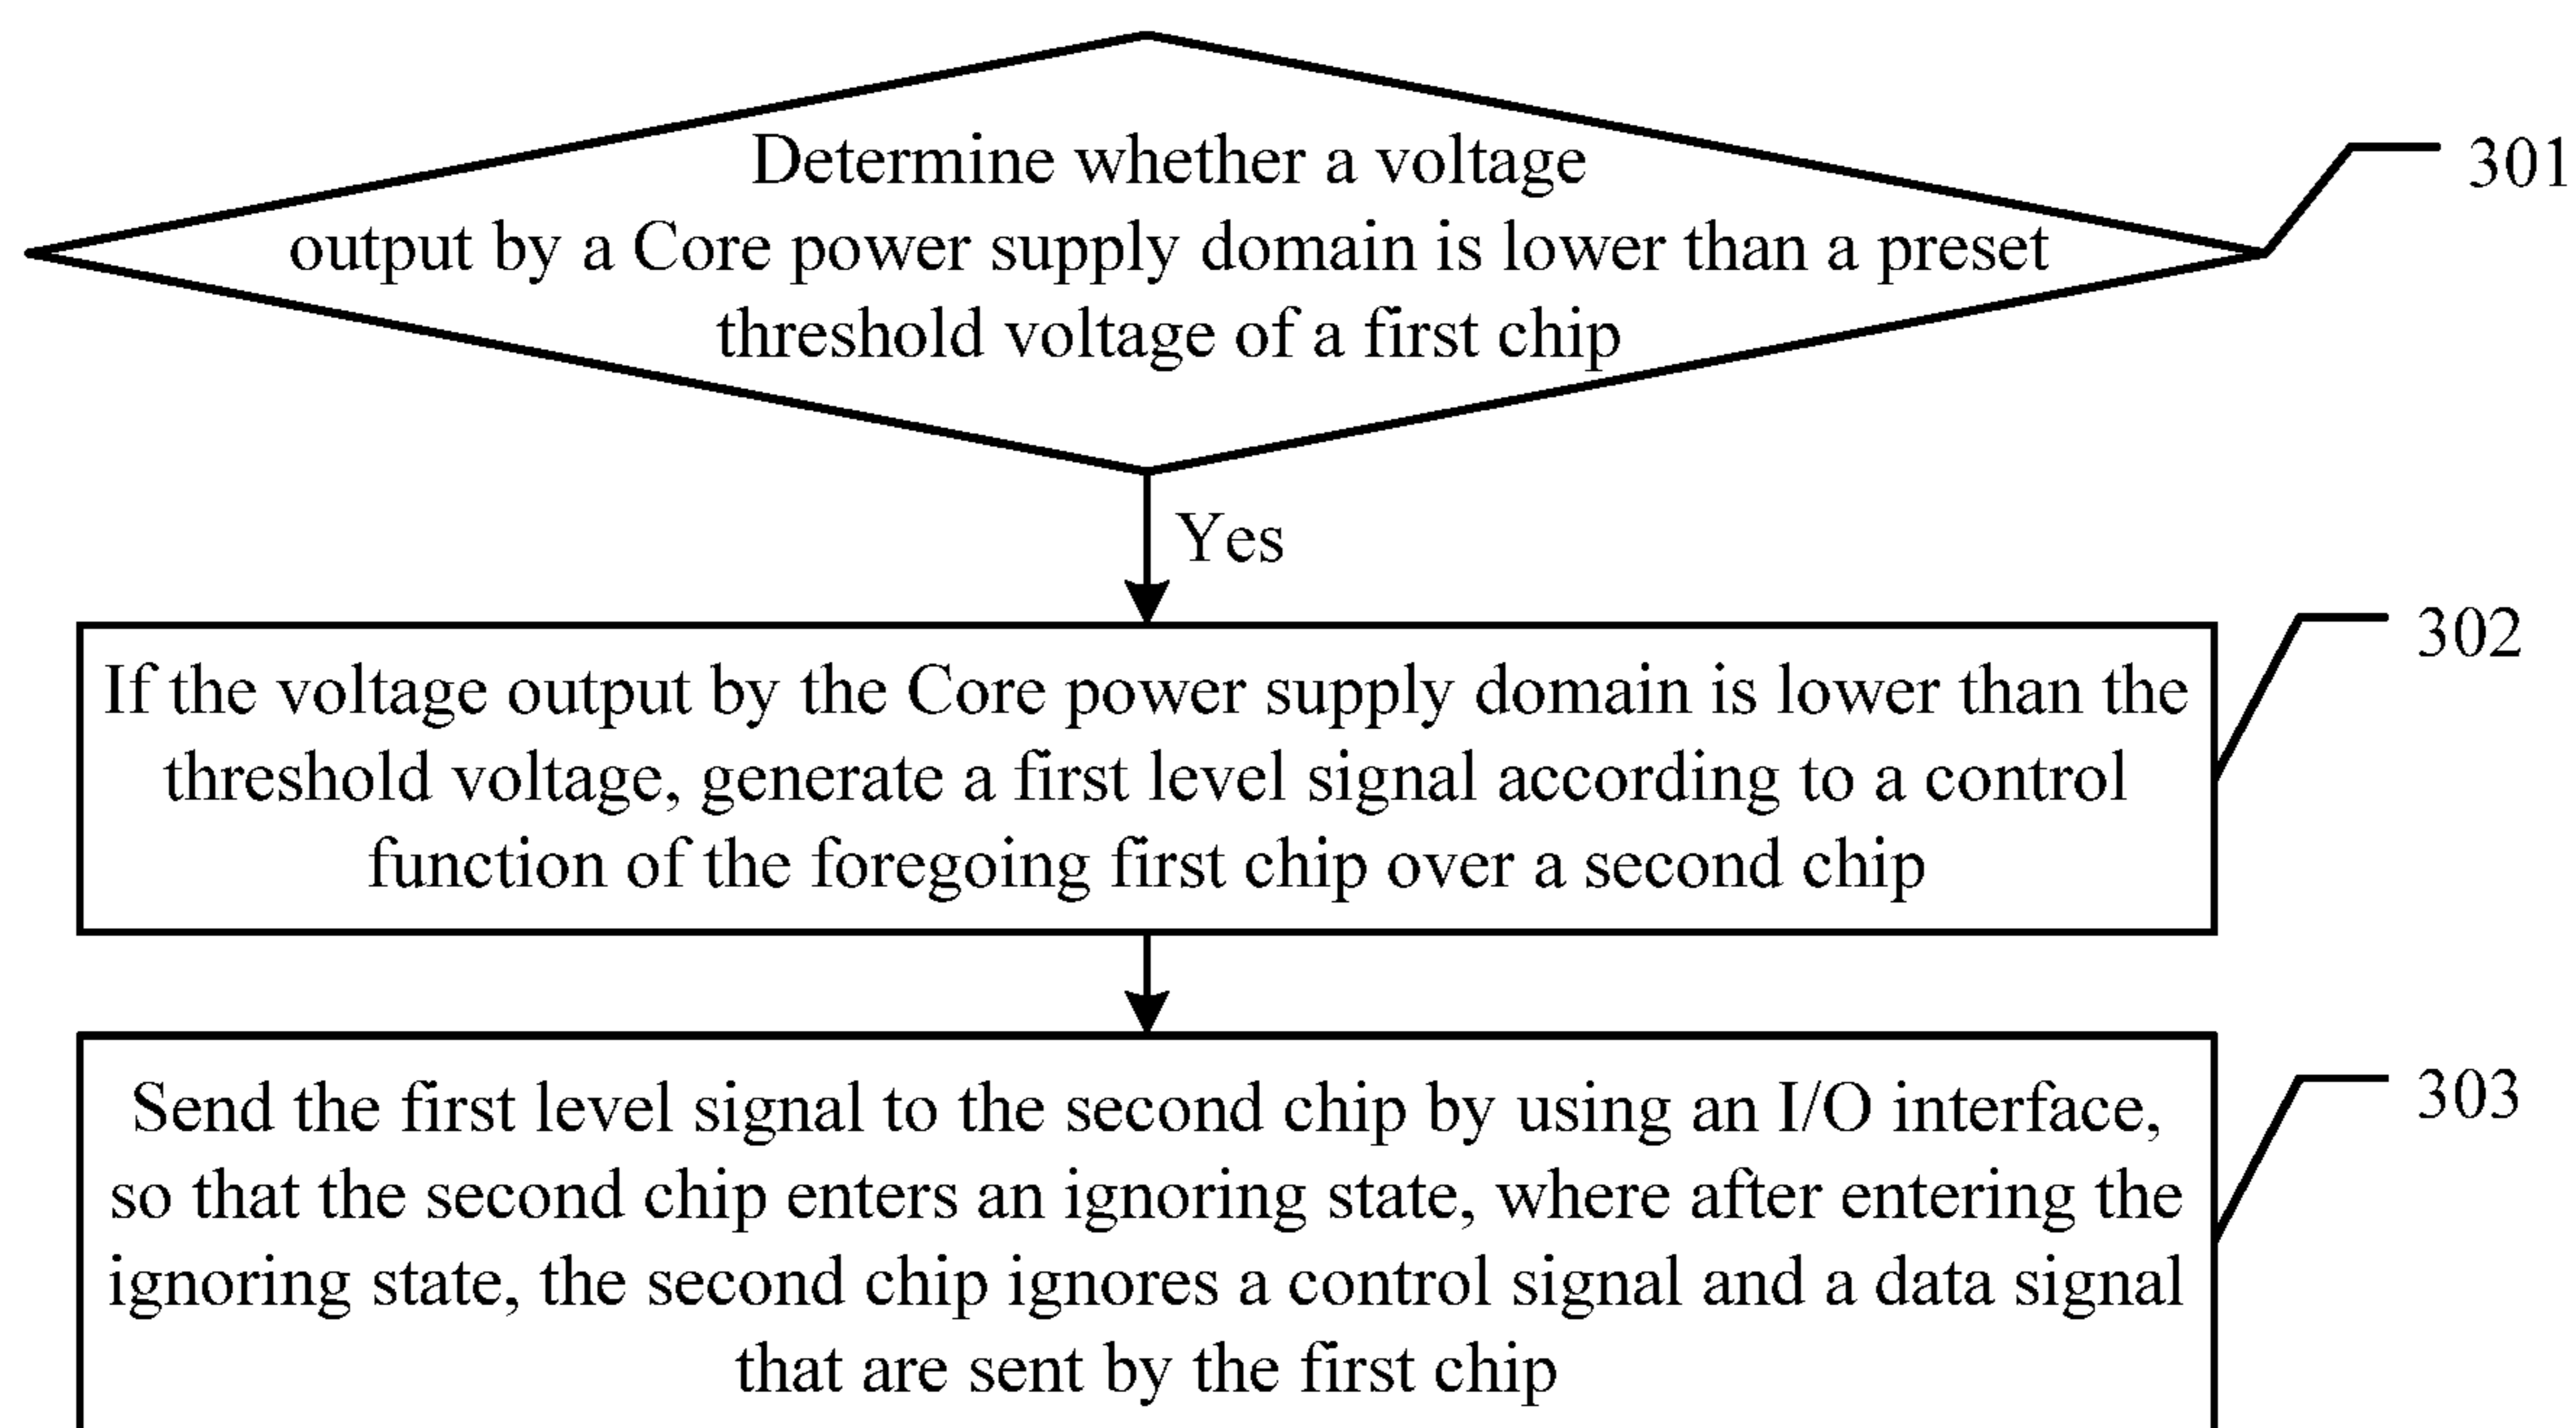 Determine whether a voltage
output by a Core power supply domain is lower than a preset
threshold voltage of a first chip
301
Yes
302
If the voltage output by the Core power supply domain is lower than the
threshold voltage, generate a first level signal according to a control
function of the foregoing first chip over a second chip
303
Send the first level signal to the second chip by using an I/O interface,
so that the second chip enters an ignoring state, where after entering the
ignoring state, the second chip ignores a control signal and a data signal
that are sent by the first chip